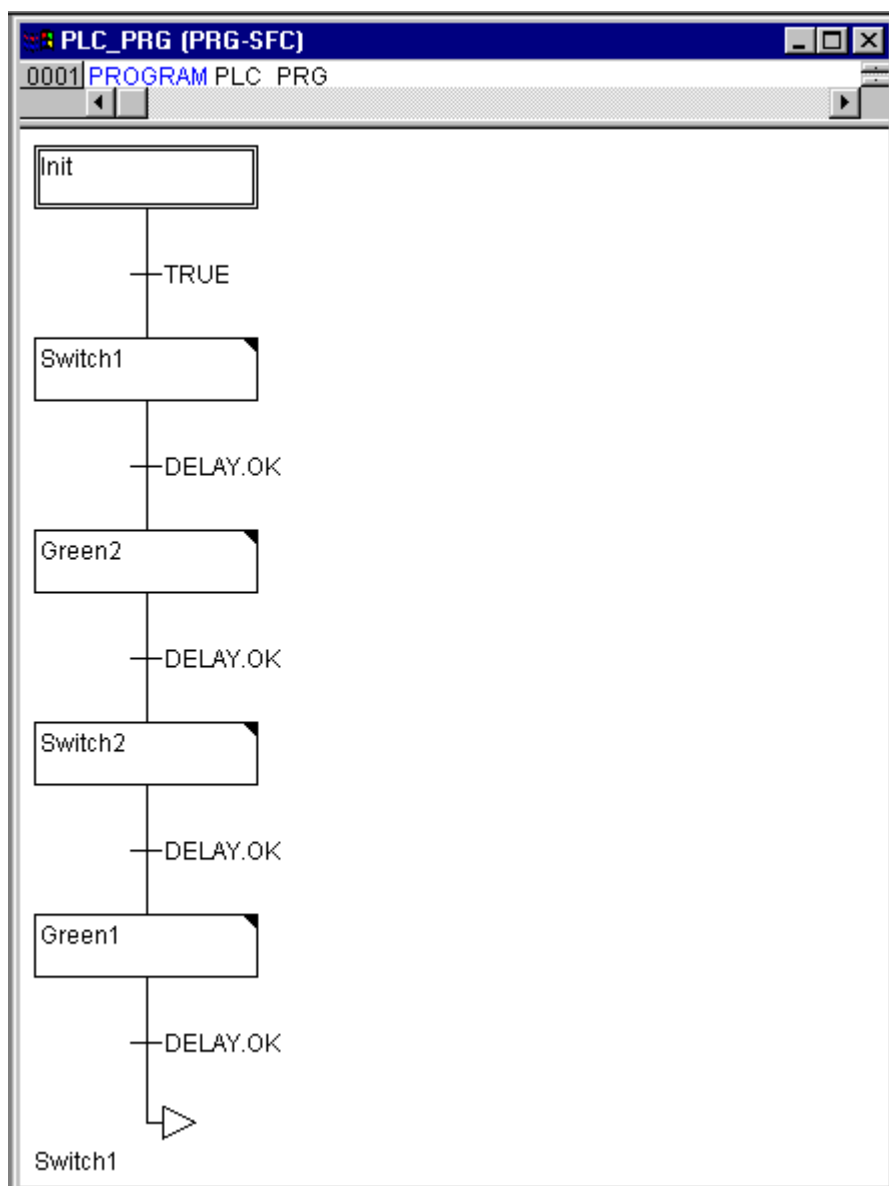 PLC_PRG (PRG-SFC)
0001 PROGRAM PLC_PRG
Init
TRUE
Switch1
DELAY.OK
Green2
DELAY.OK
Switch2
DELAY.OK
Green1
DELAY.OK
Switch1